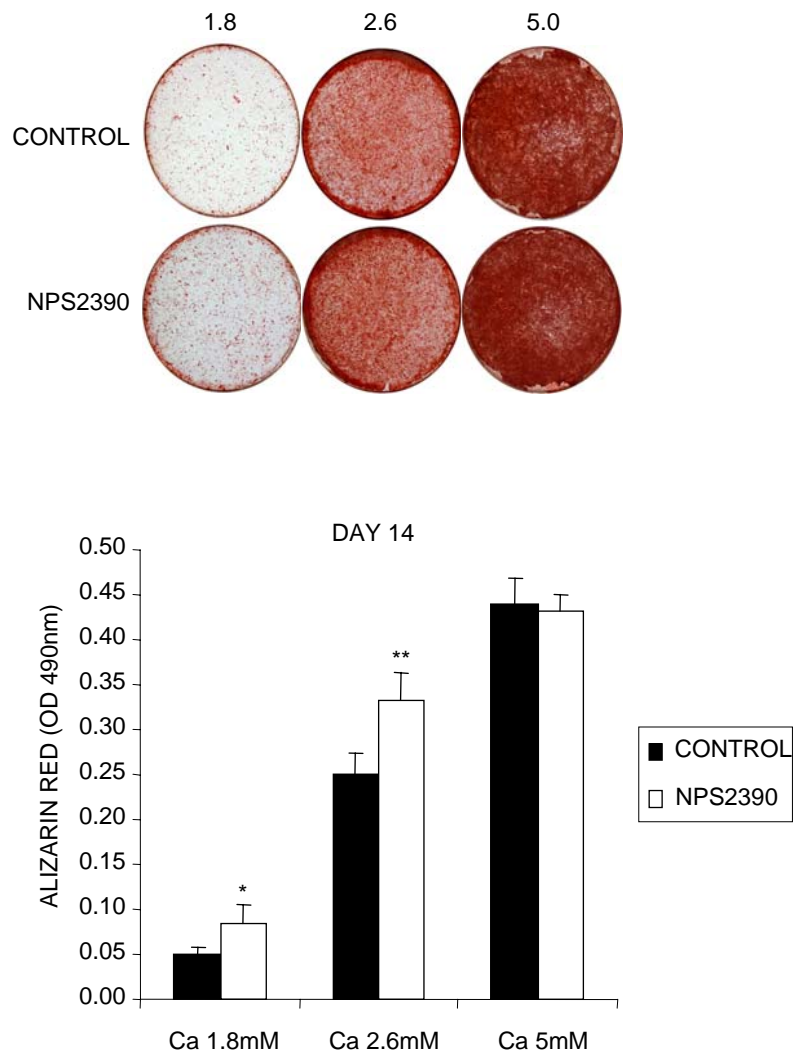 1.8 2.6 5.0
CONTROL
NPS2390
DAY 14
ALIZARIN RED (OD 490nm)
0.50
0.45
0.40
0.35
0.30
0.25
0.20
0.15
0.10
0.05
0.00
*
**
Ca 1.8mM Ca 2.6mM Ca 5mM
CONTROL
NPS2390